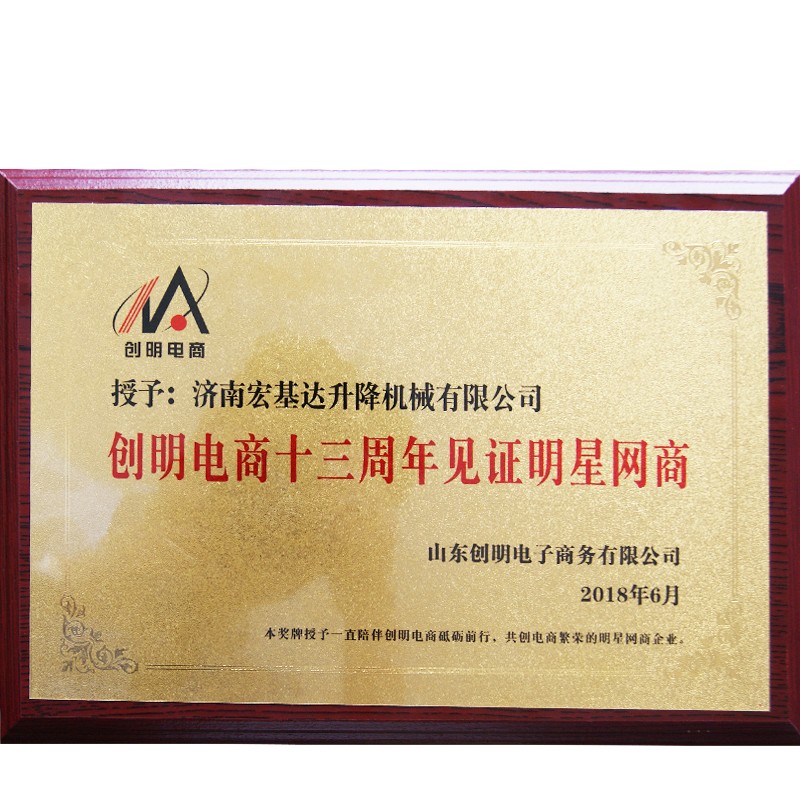 创明电商
授予：济南宏基达升降机械有限公司
创明电商十三周年见证明星网商
山东创明电子商务有限公司
2018年6月
本奖牌授予一直陪伴创明电商砥砺前行、共创电商繁荣的明星网商企业。